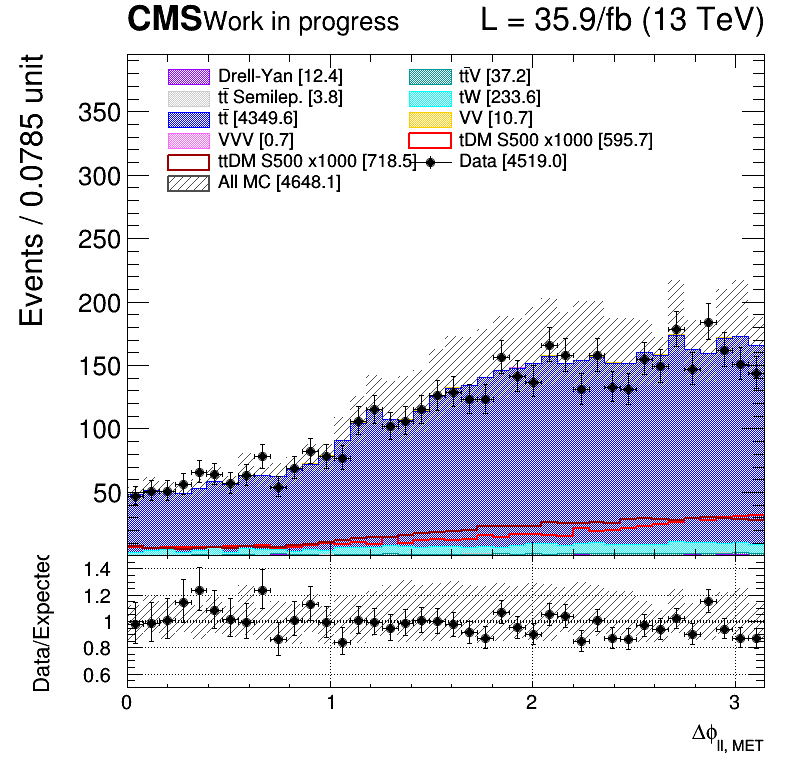 CMS Work in progress L = 35.9/fb (13 TeV)
Events / 0.0785 unit
Drell-Yan [12.4] tt̄V [37.2]
tt̄ Semilep. [3.8] tW [233.6]
tt̄ [4349.6] VV [10.7]
VVV [0.7] tDM S500 x1000 [595.7]
ttDM S500 x1000 [718.5] Data [4519.0]
All MC [4648.1]
350
300
250
200
150
100
50
Data/Expected
1.4
1.2
1
0.8
0.6
0 1 2 3
Δϕ_ll, MET